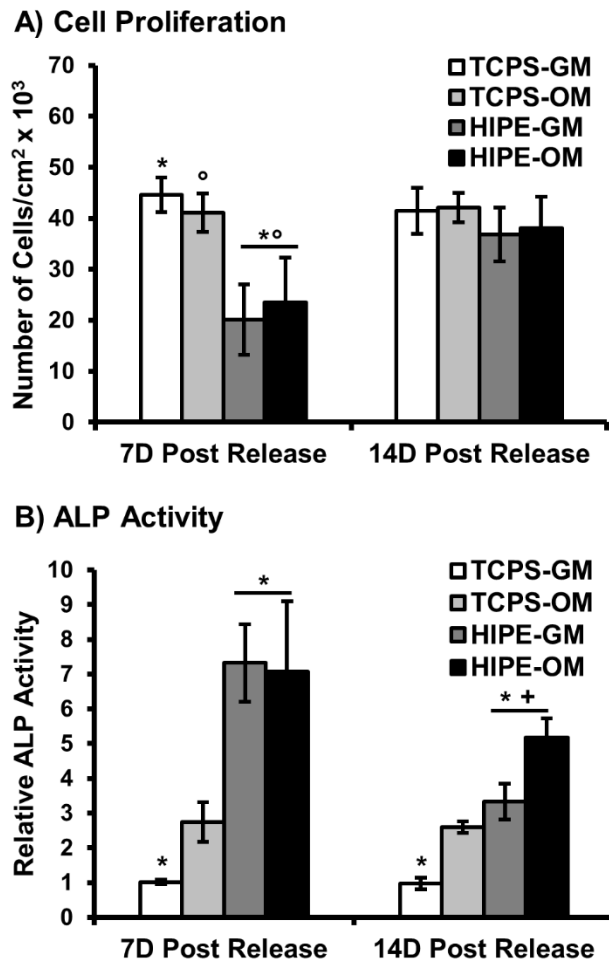 A) Cell Proliferation
Number of Cells/cm² x 10³
70
60
50
40
30
20
10
0
TCPS-GM
TCPS-OM
HIPE-GM
HIPE-OM
*
°
*°
7D Post Release
14D Post Release
B) ALP Activity
Relative ALP Activity
10
9
8
7
6
5
4
3
2
1
0
TCPS-GM
TCPS-OM
HIPE-GM
HIPE-OM
*
*
*
* +
7D Post Release
14D Post Release